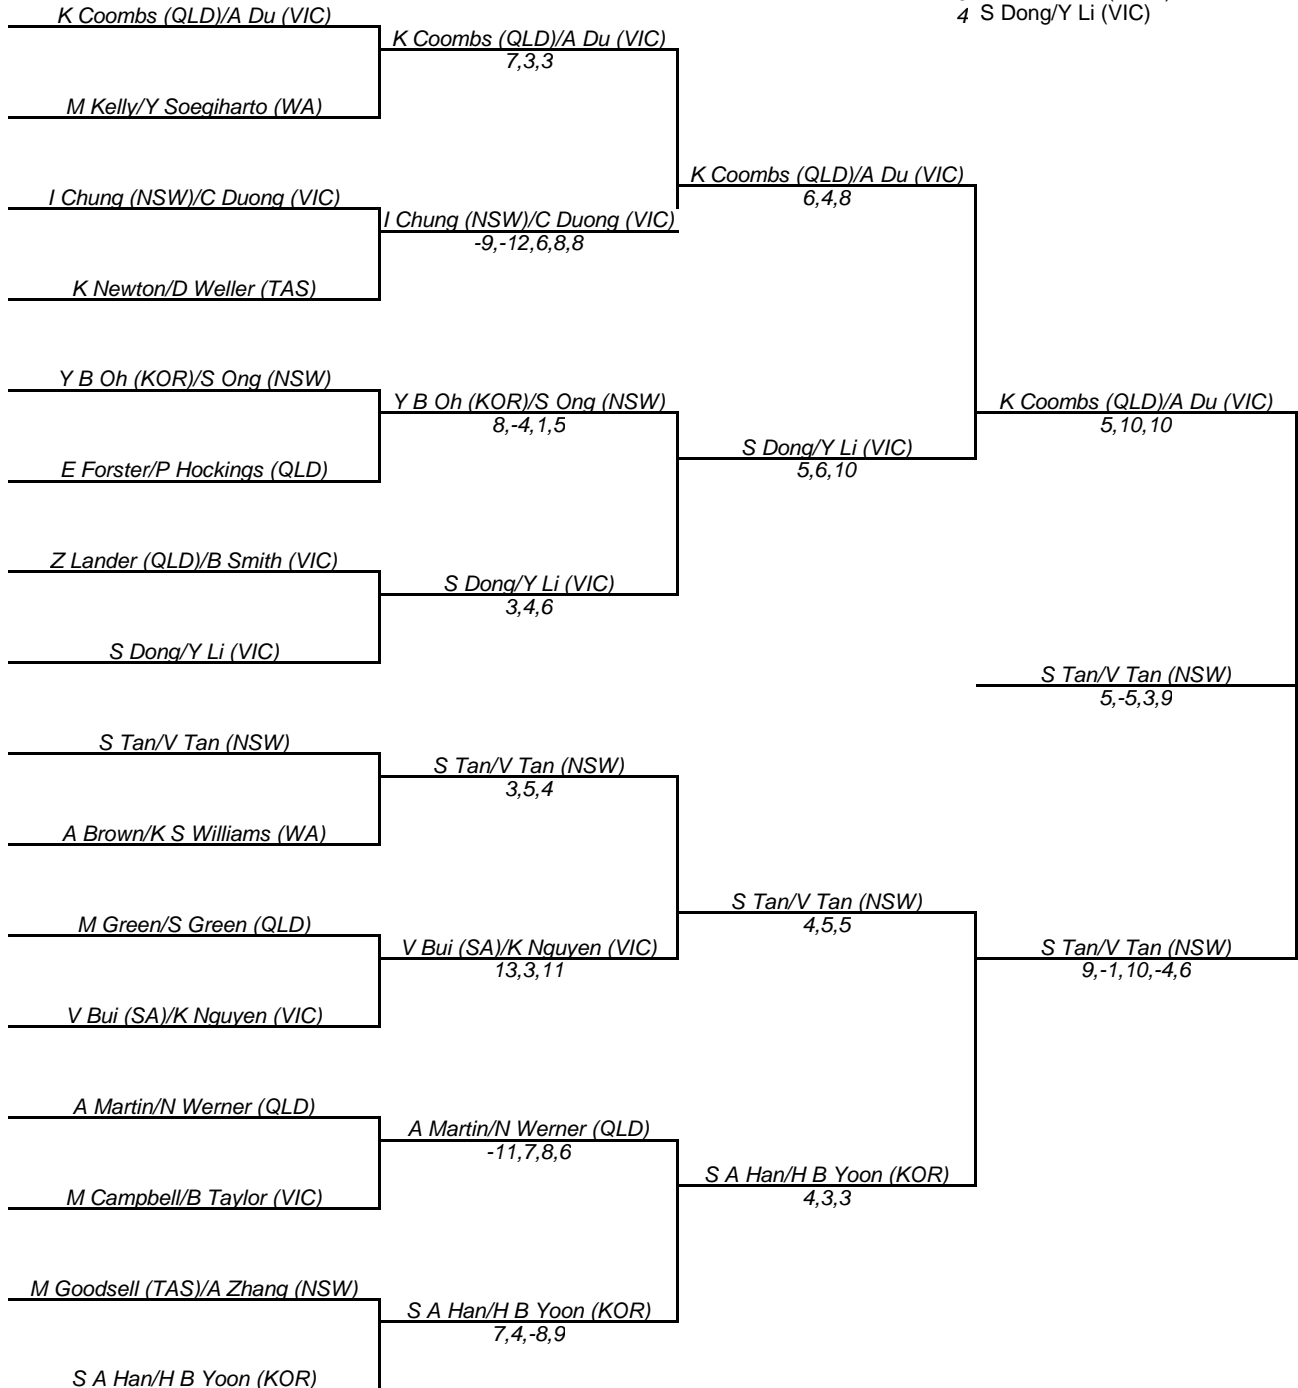 4 S Dong/Y Li (VIC)
K Coombs (QLD)/A Du (VIC)
K Coombs (QLD)/A Du (VIC)
7,3,3
M Kelly/Y Soegiharto (WA)
K Coombs (QLD)/A Du (VIC)
6,4,8
I Chung (NSW)/C Duong (VIC)
I Chung (NSW)/C Duong (VIC)
-9,-12,6,8,8
K Newton/D Weller (TAS)
Y B Oh (KOR)/S Ong (NSW)
Y B Oh (KOR)/S Ong (NSW)
8,-4,1,5
K Coombs (QLD)/A Du (VIC)
5,10,10
S Dong/Y Li (VIC)
5,6,10
E Forster/P Hockings (QLD)
Z Lander (QLD)/B Smith (VIC)
S Dong/Y Li (VIC)
3,4,6
S Dong/Y Li (VIC)
S Tan/V Tan (NSW)
5,-5,3,9
S Tan/V Tan (NSW)
S Tan/V Tan (NSW)
3,5,4
A Brown/K S Williams (WA)
S Tan/V Tan (NSW)
4,5,5
M Green/S Green (QLD)
V Bui (SA)/K Nguyen (VIC)
13,3,11
S Tan/V Tan (NSW)
9,-1,10,-4,6
V Bui (SA)/K Nguyen (VIC)
A Martin/N Werner (QLD)
A Martin/N Werner (QLD)
-11,7,8,6
S A Han/H B Yoon (KOR)
4,3,3
M Campbell/B Taylor (VIC)
M Goodsell (TAS)/A Zhang (NSW)
S A Han/H B Yoon (KOR)
7,4,-8,9
S A Han/H B Yoon (KOR)